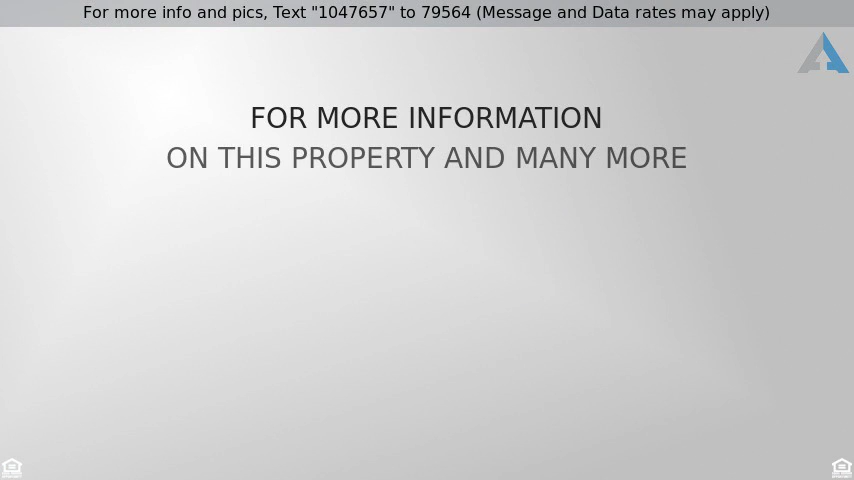 For more info and pics, Text "1047657" to 79564 (Message and Data rates may apply)
FOR MORE INFORMATION
ON THIS PROPERTY AND MANY MORE